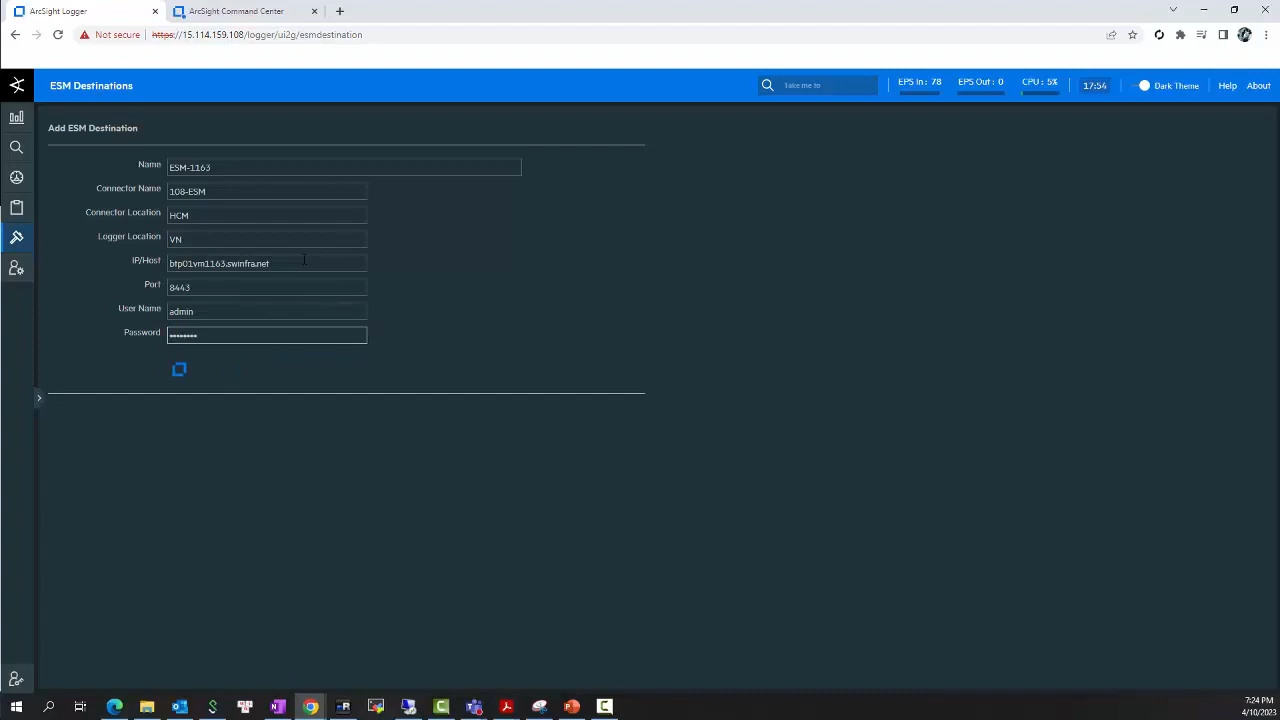 ArcSight Logger
ArcSight Command Center
Not secure
https://15.114.159.108/logger/ui2g/esmdestination
ESM Destinations
Take me to
EPS In : 78
EPS Out : 0
CPU : 5%
17:54
Dark Theme
Help
About
Add ESM Destination
Name ESM-1163
Connector Name 108-ESM
Connector Location HCM
Logger Location VN
IP/Host btp01vm1163.swinfra.net
Port 8443
User Name admin
Password ••••••••
7:24 PM
4/10/2023